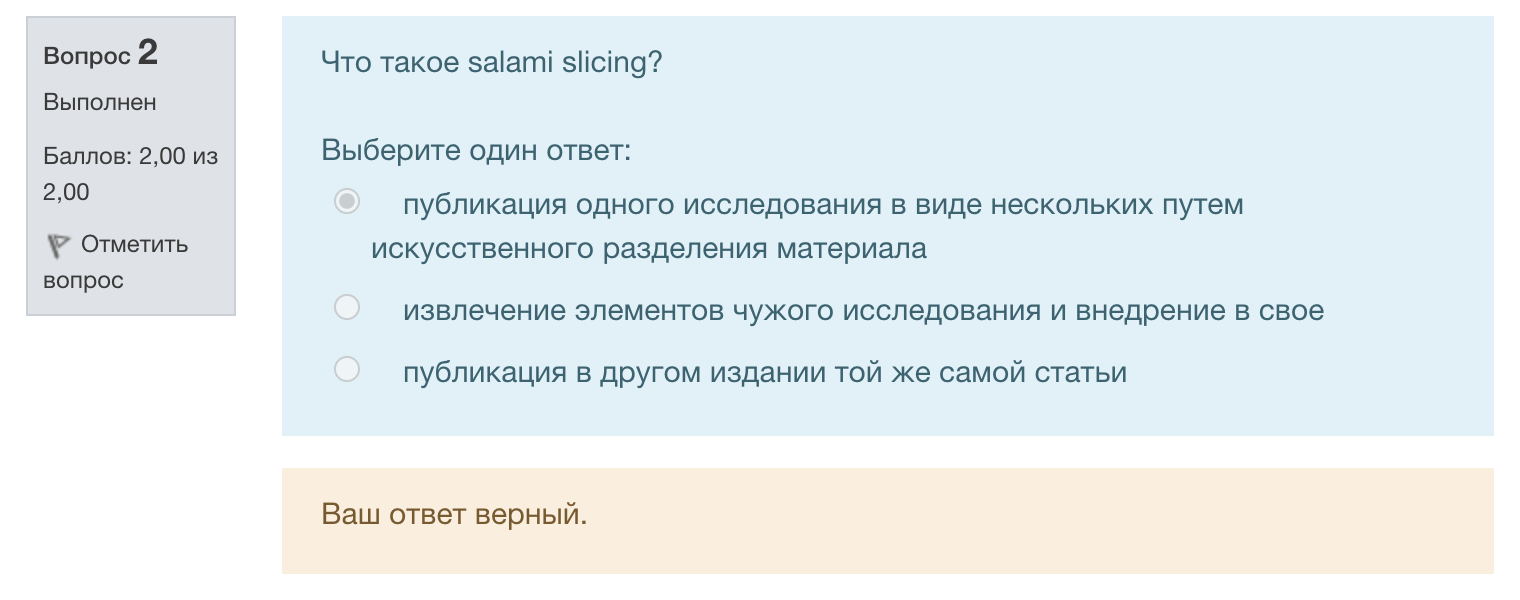 Вопрос 2
Выполнен
Баллов: 2,00 из
2,00
Отметить
вопрос
Что такое salami slicing?
Выберите один ответ:
публикация одного исследования в виде нескольких путем
искусственного разделения материала
извлечение элементов чужого исследования и внедрение в свое
публикация в другом издании той же самой статьи
Ваш ответ верный.